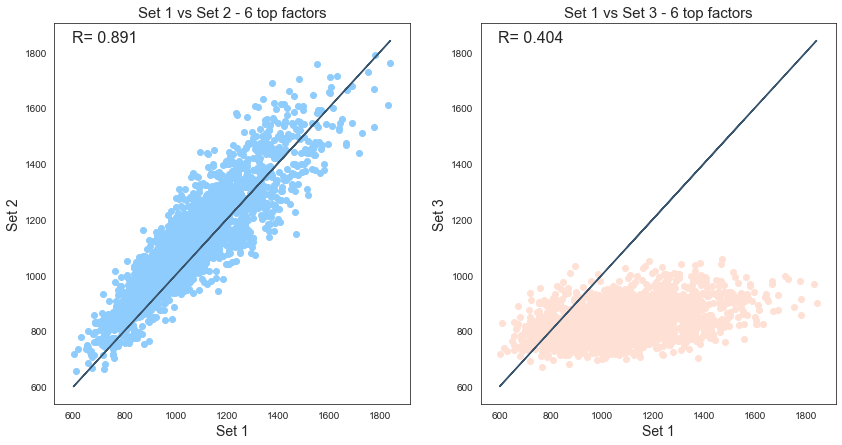 Set 1 vs Set 2 - 6 top factors
R= 0.891
1800
1600
1400
1200
1000
800
600
Set 2
600 800 1000 1200 1400 1600 1800
Set 1
Set 1 vs Set 3 - 6 top factors
R= 0.404
1800
1600
1400
1200
1000
800
600
Set 3
600 800 1000 1200 1400 1600 1800
Set 1